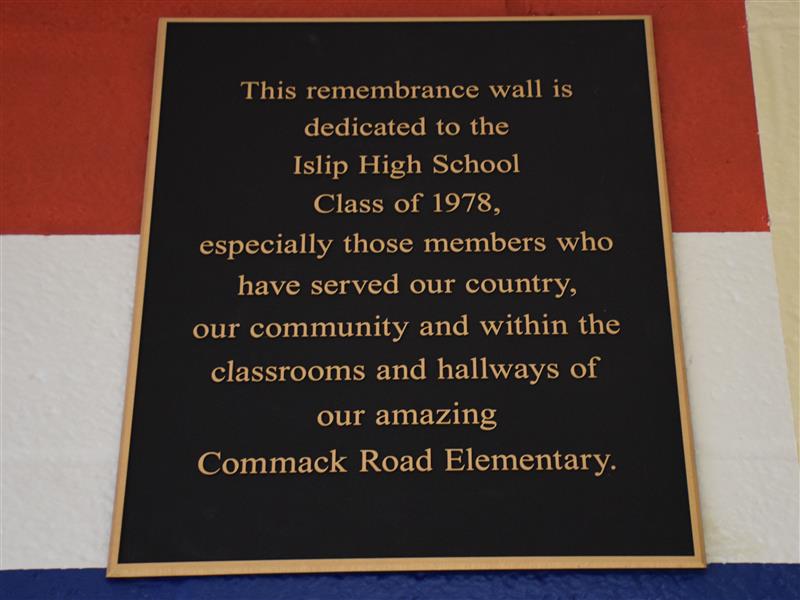 This remembrance wall is
dedicated to the
Islip High School
Class of 1978,
especially those members who
have served our country,
our community and within the
classrooms and hallways of
our amazing
Commack Road Elementary.